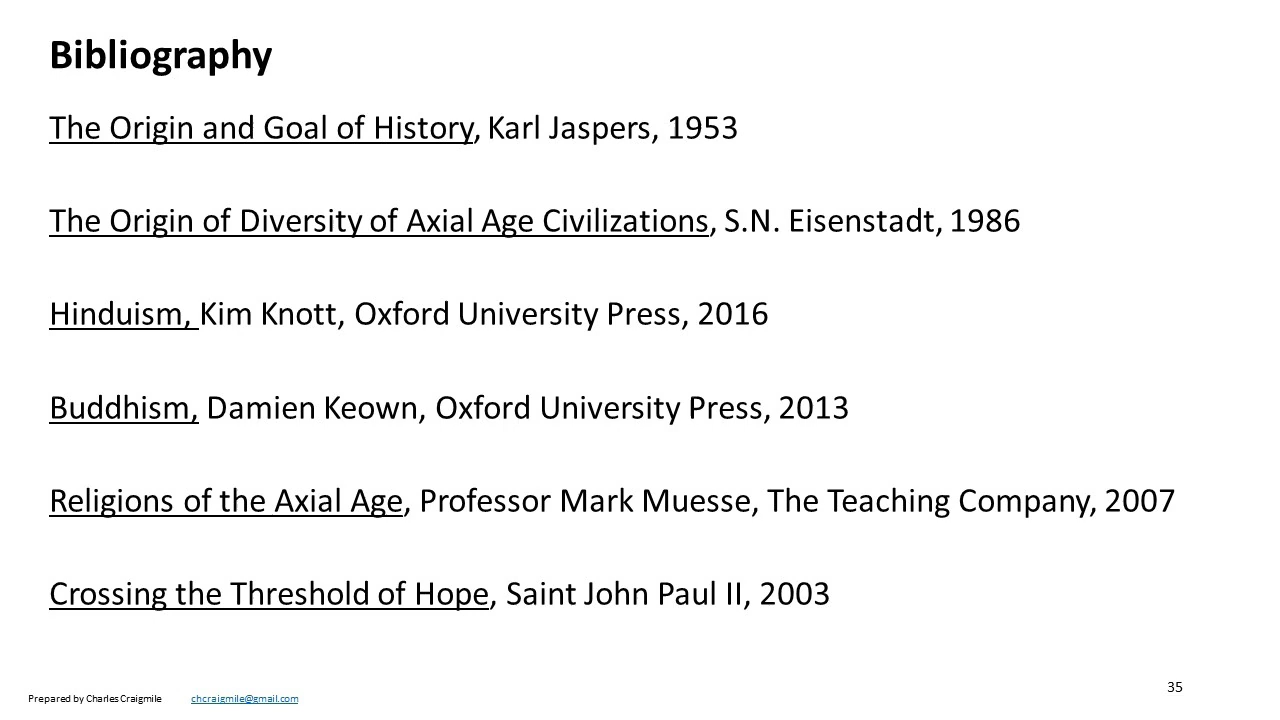 Bibliography
The Origin and Goal of History, Karl Jaspers, 1953
The Origin of Diversity of Axial Age Civilizations, S.N. Eisenstadt, 1986
Hinduism, Kim Knott, Oxford University Press, 2016
Buddhism, Damien Keown, Oxford University Press, 2013
Religions of the Axial Age, Professor Mark Muesse, The Teaching Company, 2007
Crossing the Threshold of Hope, Saint John Paul II, 2003
Prepared by Charles Craigmile chcraigmile@gmail.com
35